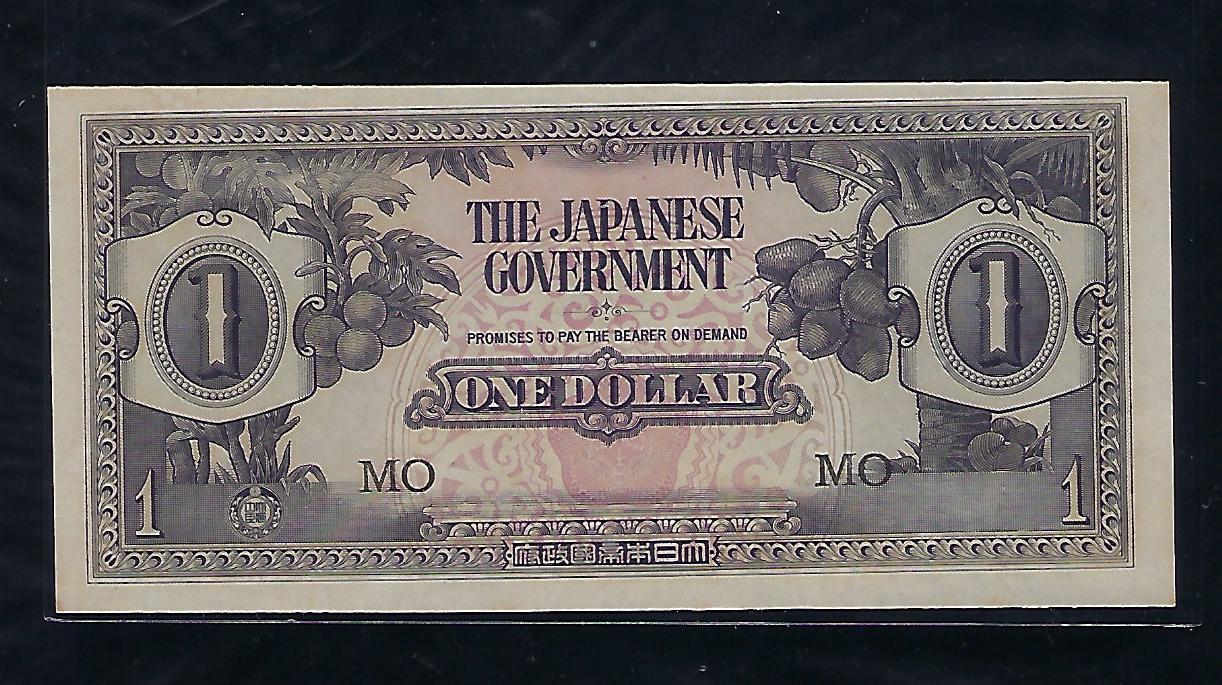 THE JAPANESE
GOVERNMENT
1 1
PROMISES TO PAY THE BEARER ON DEMAND
ONE DOLLAR
MO MO
1 1
府政國帝本日大